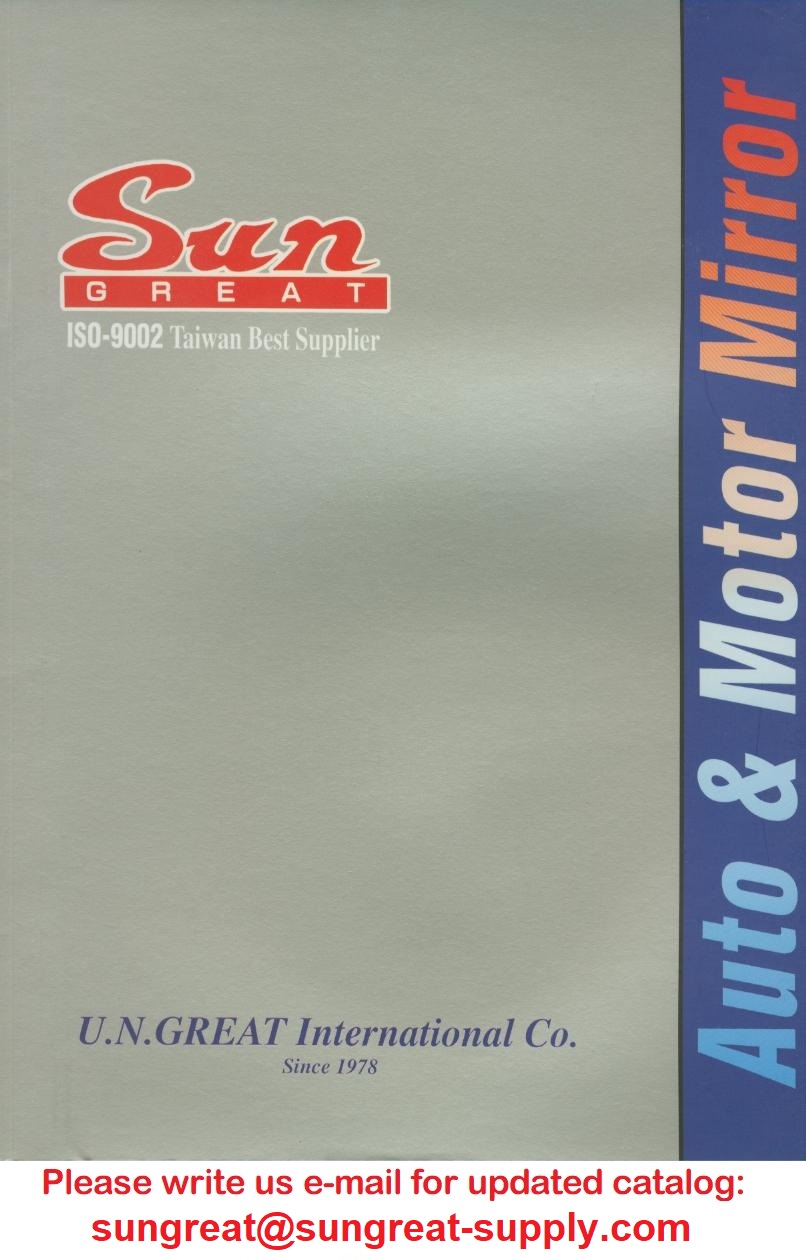 Sun
GREAT
ISO-9002 Taiwan Best Supplier
Auto & Motor Mirror
U.N.GREAT International Co.
Since 1978
Please write us e-mail for updated catalog:
sungreat@sungreat-supply.com